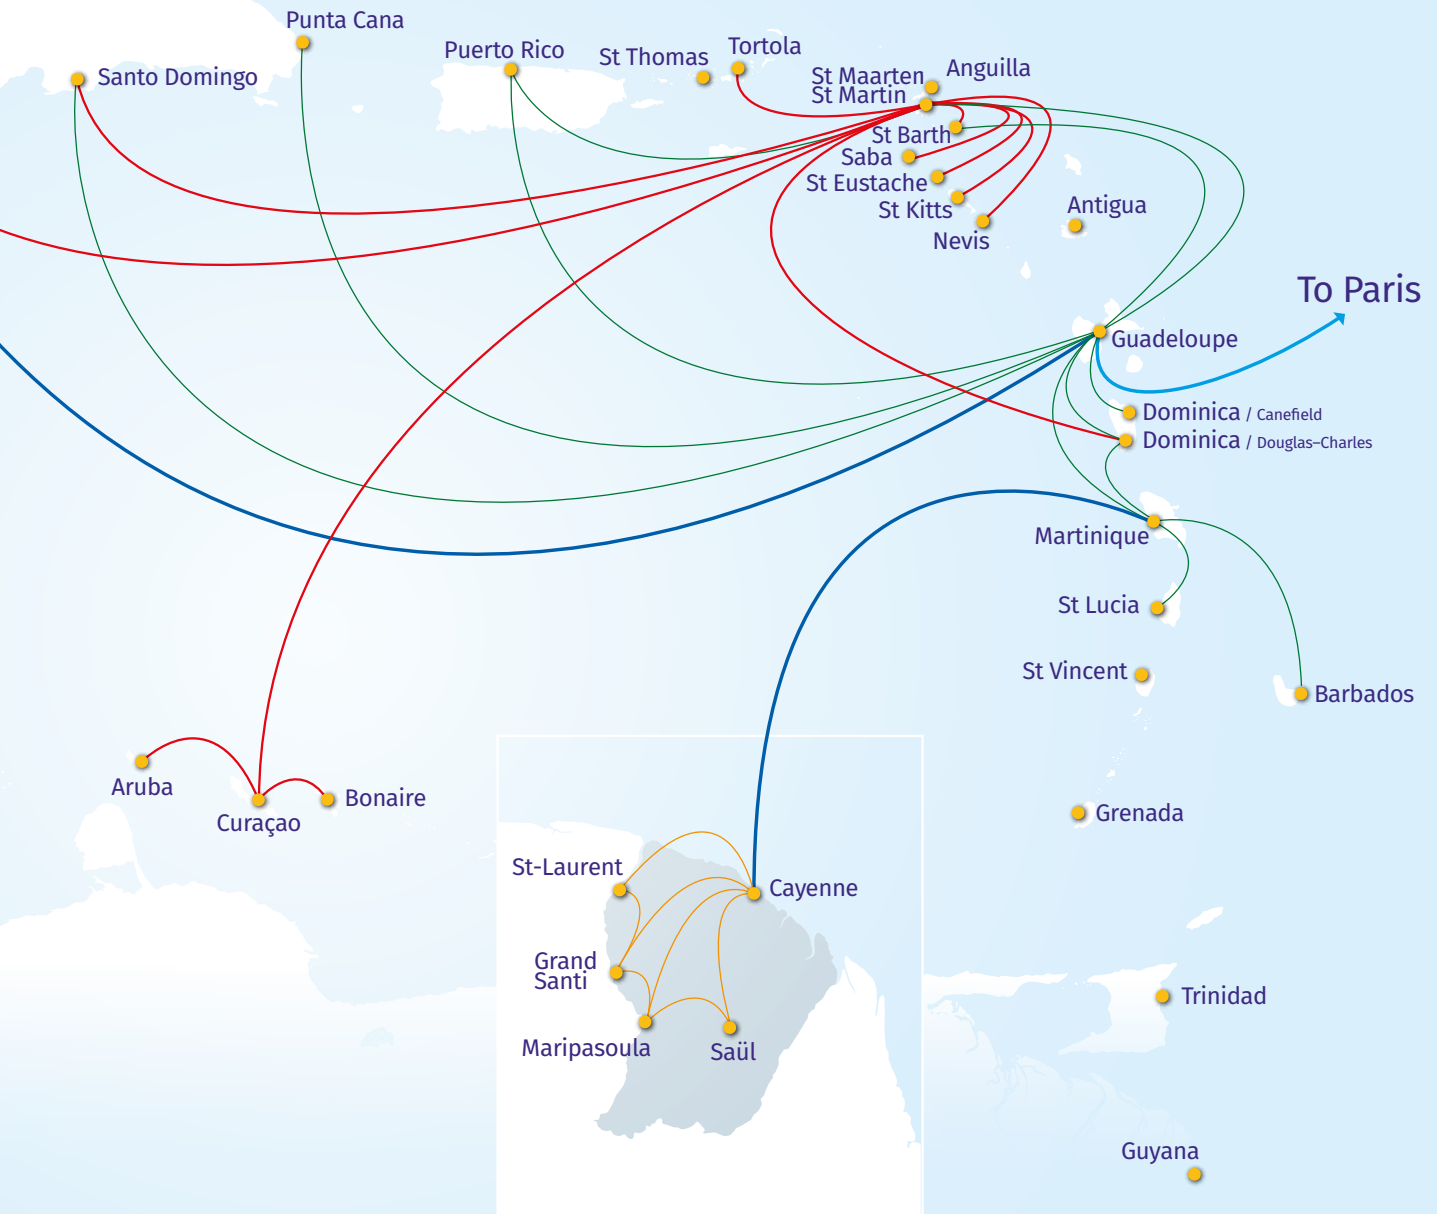 Punta Cana
Puerto Rico
St Thomas
Tortola
Santo Domingo
St Maarten
St Martin
Anguilla
St Barth
Saba
St Eustache
St Kitts
Nevis
Antigua
To Paris
Guadeloupe
Dominica / Canefield
Dominica / Douglas–Charles
Martinique
St Lucia
St Vincent
Barbados
Aruba
Bonaire
Curaçao
Grenada
St-Laurent
Cayenne
Grand
Santi
Maripasoula
Saül
Trinidad
Guyana